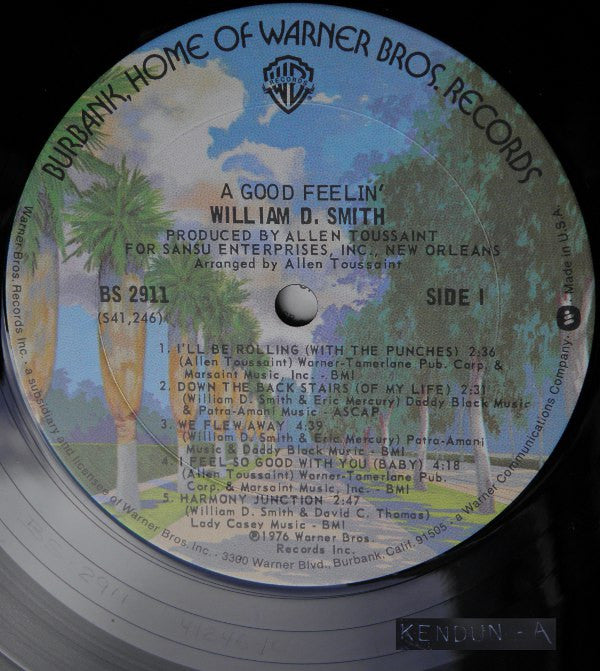 BURBANK, HOME OF WARNER BROS. RECORDS
WB
RECORDS
A GOOD FEELIN'
WILLIAM D. SMITH
PRODUCED BY ALLEN TOUSSAINT
FOR SANSU ENTERPRISES, INC., NEW ORLEANS
Arranged by Allen Toussaint
BS 2911
SIDE 1
(S41,246)
1. I'LL BE ROLLING (WITH THE PUNCHES) 2:36
(Allen Toussaint) Warner-Tamerlane Pub. Corp. &
Marsaint Music, Inc. - BMI
2. DOWN THE BACK STAIRS (OF MY LIFE) 2:31
(William D. Smith & Eric Mercury) Daddy Black Music
& Patra-Amani Music - ASCAP
3. WE FLEW AWAY 4:39
(William D. Smith & Eric Mercury) Patra-Amani
Music & Daddy Black Music - BMI
4. I FEEL SO GOOD WITH YOU (BABY) 4:18
(Allen Toussaint) Warner-Tamerlane Pub.
Corp. & Marsaint Music, Inc. - BMI
5. HARMONY JUNCTION 2:47
(William D. Smith & David C. Thomas)
Lady Casey Music - BMI
℗1976 Warner Bros.
Records Inc.
Warner Bros. Records Inc. · a subsidiary and licensee of Warner Bros. Inc. · 3300 Warner Blvd., Burbank, Calif. 91505 · a Warner Communications Company · Made in U.S.A.
2911
KENDUN - A